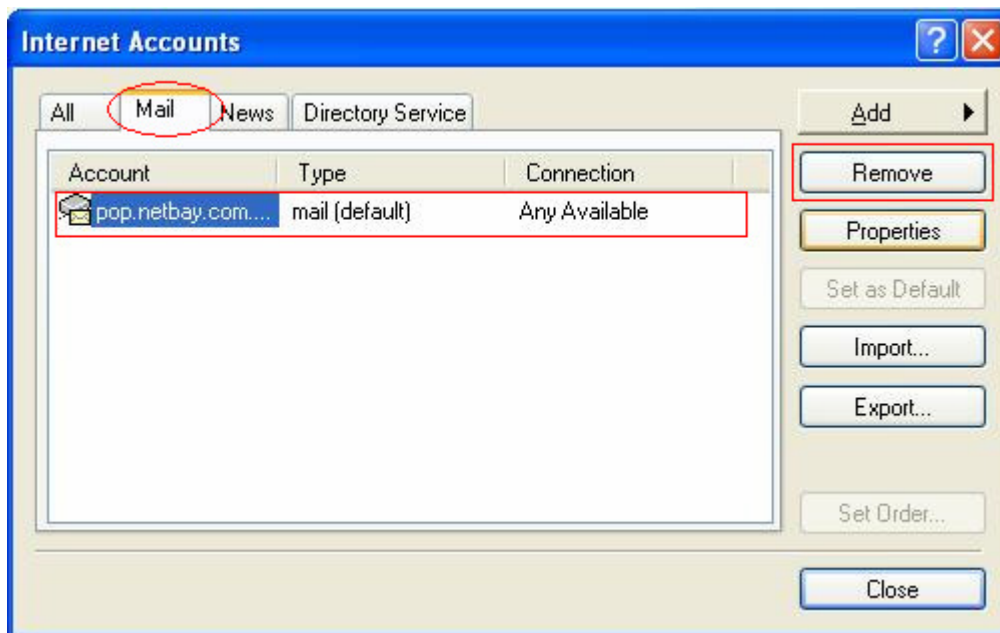 Internet Accounts
All Mail News Directory Service
Account Type Connection
pop.netbay.com.... mail (default) Any Available
Add
Remove
Properties
Set as Default
Import...
Export...
Set Order...
Close